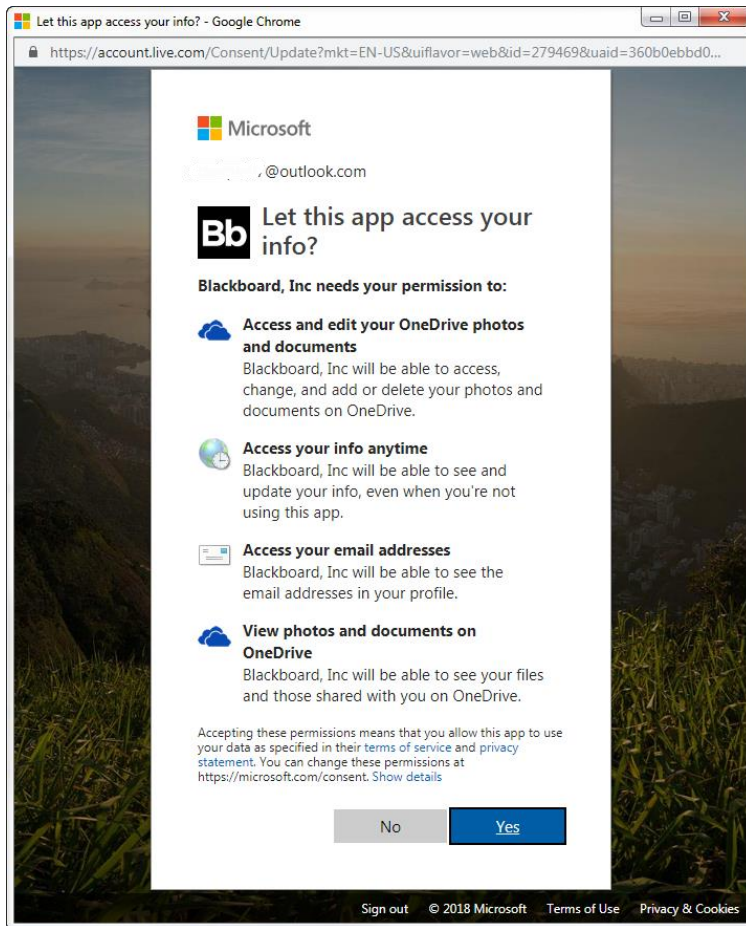 Let this app access your info? - Google Chrome
https://account.live.com/Consent/Update?mkt=EN-US&uiflavor=web&id=279469&uaid=360b0ebbd0...
Microsoft
@outlook.com
Bb
Let this app access your
info?
Blackboard, Inc needs your permission to:
Access and edit your OneDrive photos
and documents
Blackboard, Inc will be able to access,
change, and add or delete your photos and
documents on OneDrive.
Access your info anytime
Blackboard, Inc will be able to see and
update your info, even when you're not
using this app.
Access your email addresses
Blackboard, Inc will be able to see the
email addresses in your profile.
View photos and documents on
OneDrive
Blackboard, Inc will be able to see your files
and those shared with you on OneDrive.
Accepting these permissions means that you allow this app to use
your data as specified in their terms of service and privacy
statement. You can change these permissions at
https://microsoft.com/consent. Show details
No Yes
Sign out © 2018 Microsoft Terms of Use Privacy & Cookies